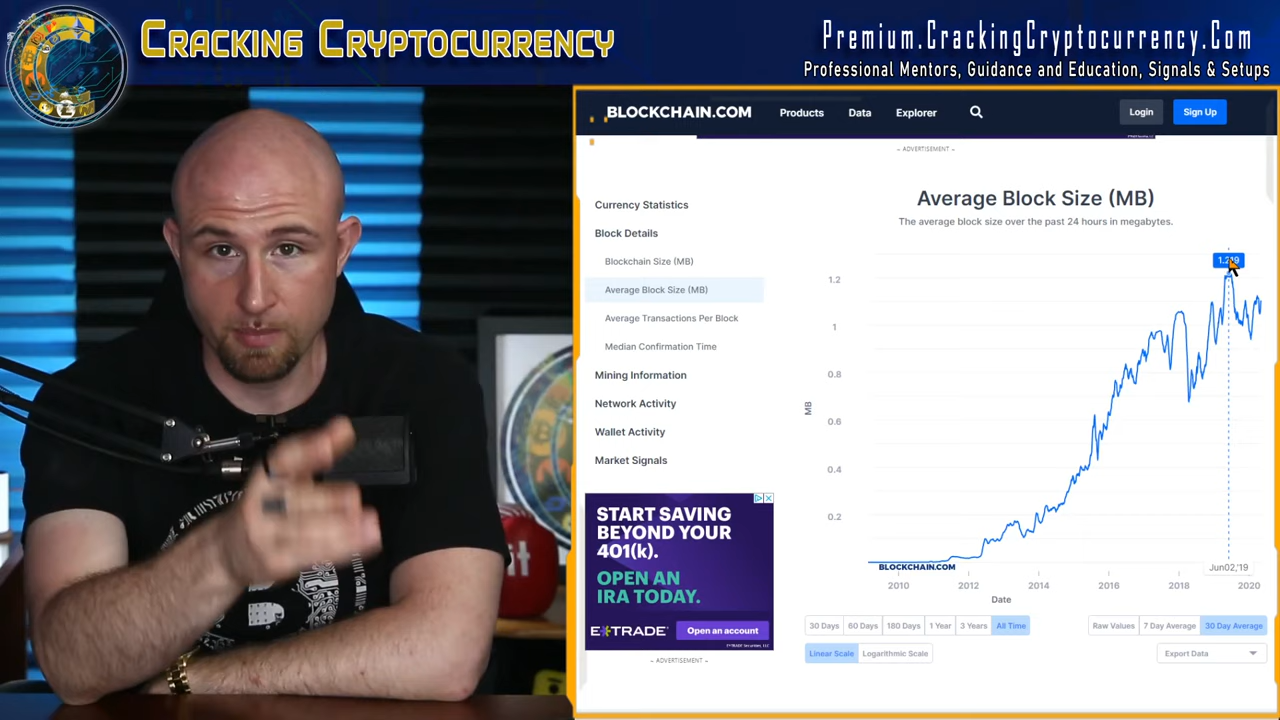 CRACKING CRYPTOCURRENCY
Premium.CrackingCryptocurrency.Com
Professional Mentors, Guidance and Education, Signals & Setups
BLOCKCHAIN.COM
Products
Data
Explorer
Login
Sign Up
– ADVERTISEMENT –
Currency Statistics
Block Details
Blockchain Size (MB)
Average Block Size (MB)
Average Transactions Per Block
Median Confirmation Time
Mining Information
Network Activity
Wallet Activity
Market Signals
START SAVING
BEYOND YOUR
401(k).
OPEN AN
IRA TODAY.
E*TRADE
Open an account
– ADVERTISEMENT –
Average Block Size (MB)
The average block size over the past 24 hours in megabytes.
1.2
1
0.8
0.6
0.4
0.2
MB
BLOCKCHAIN.COM
Jun02,'19
2010
2012
2014
2016
2018
2020
Date
30 Days
60 Days
180 Days
1 Year
3 Years
All Time
Raw Values
7 Day Average
30 Day Average
Linear Scale
Logarithmic Scale
Export Data